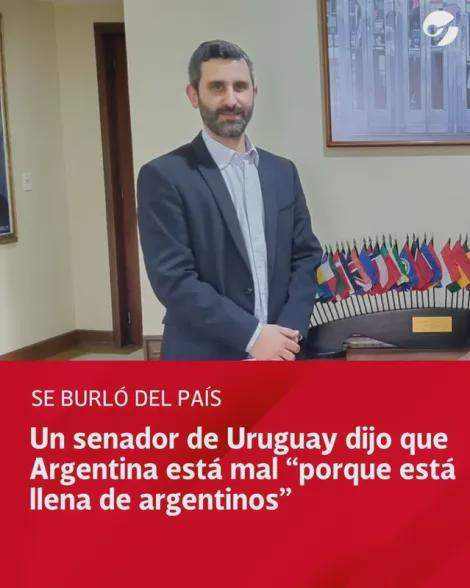 SE BURLÓ DEL PAÍS
Un senador de Uruguay dijo que
Argentina está mal “porque está
llena de argentinos”